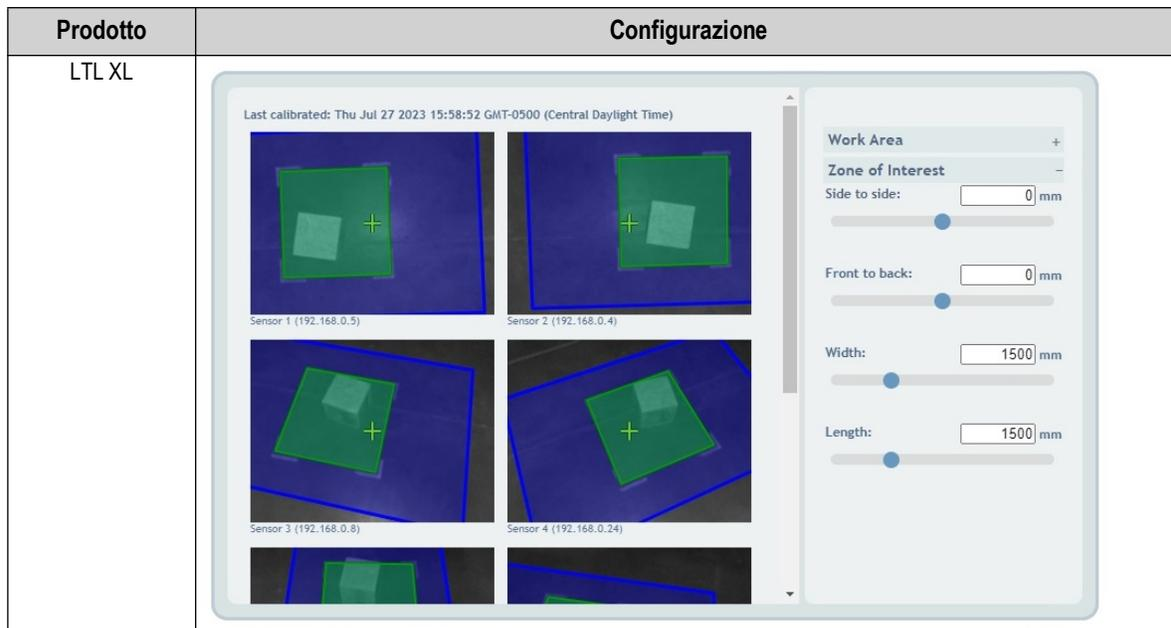 Prodotto
Configurazione
LTL XL
Last calibrated: Thu Jul 27 2023 15:58:52 GMT-0500 (Central Daylight Time)
Sensor 1 (192.168.0.5)
Sensor 2 (192.168.0.4)
Sensor 3 (192.168.0.8)
Sensor 4 (192.168.0.24)
Work Area +
Zone of Interest −
Side to side: 0 mm
Front to back: 0 mm
Width: 1500 mm
Length: 1500 mm